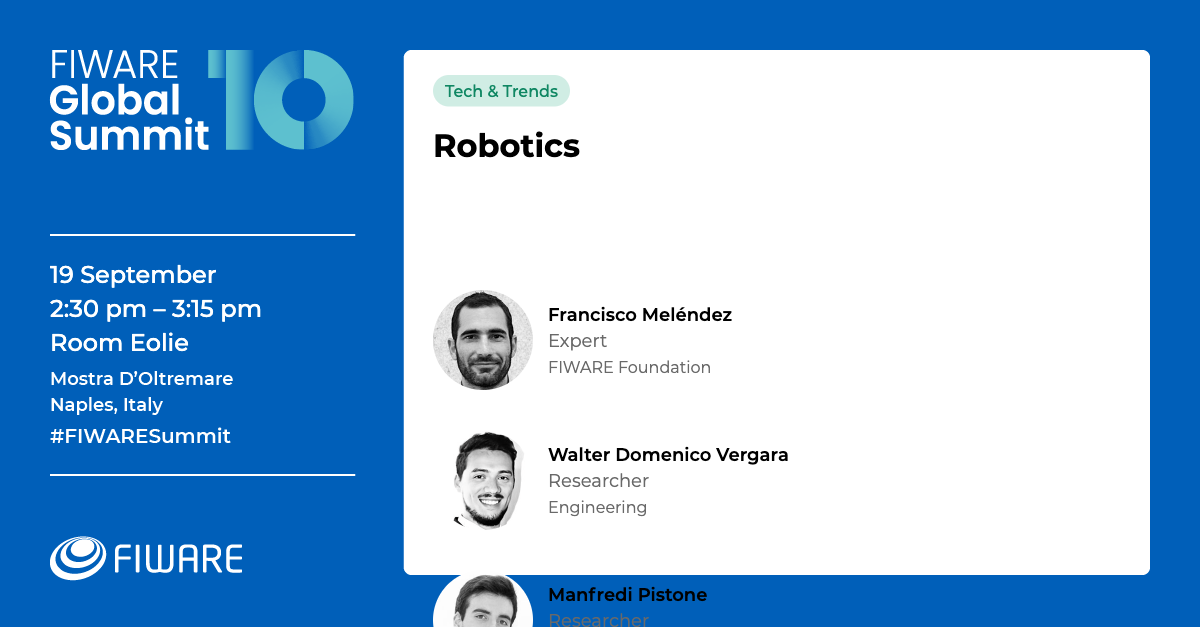 FIWARE
Global
Summit
10
19 September
2:30 pm – 3:15 pm
Room Eolie
Mostra D’Oltremare
Naples, Italy
#FIWARESummit
FIWARE
Tech & Trends
Robotics
Francisco Meléndez
Expert
FIWARE Foundation
Walter Domenico Vergara
Researcher
Engineering
Manfredi Pistone
Researcher